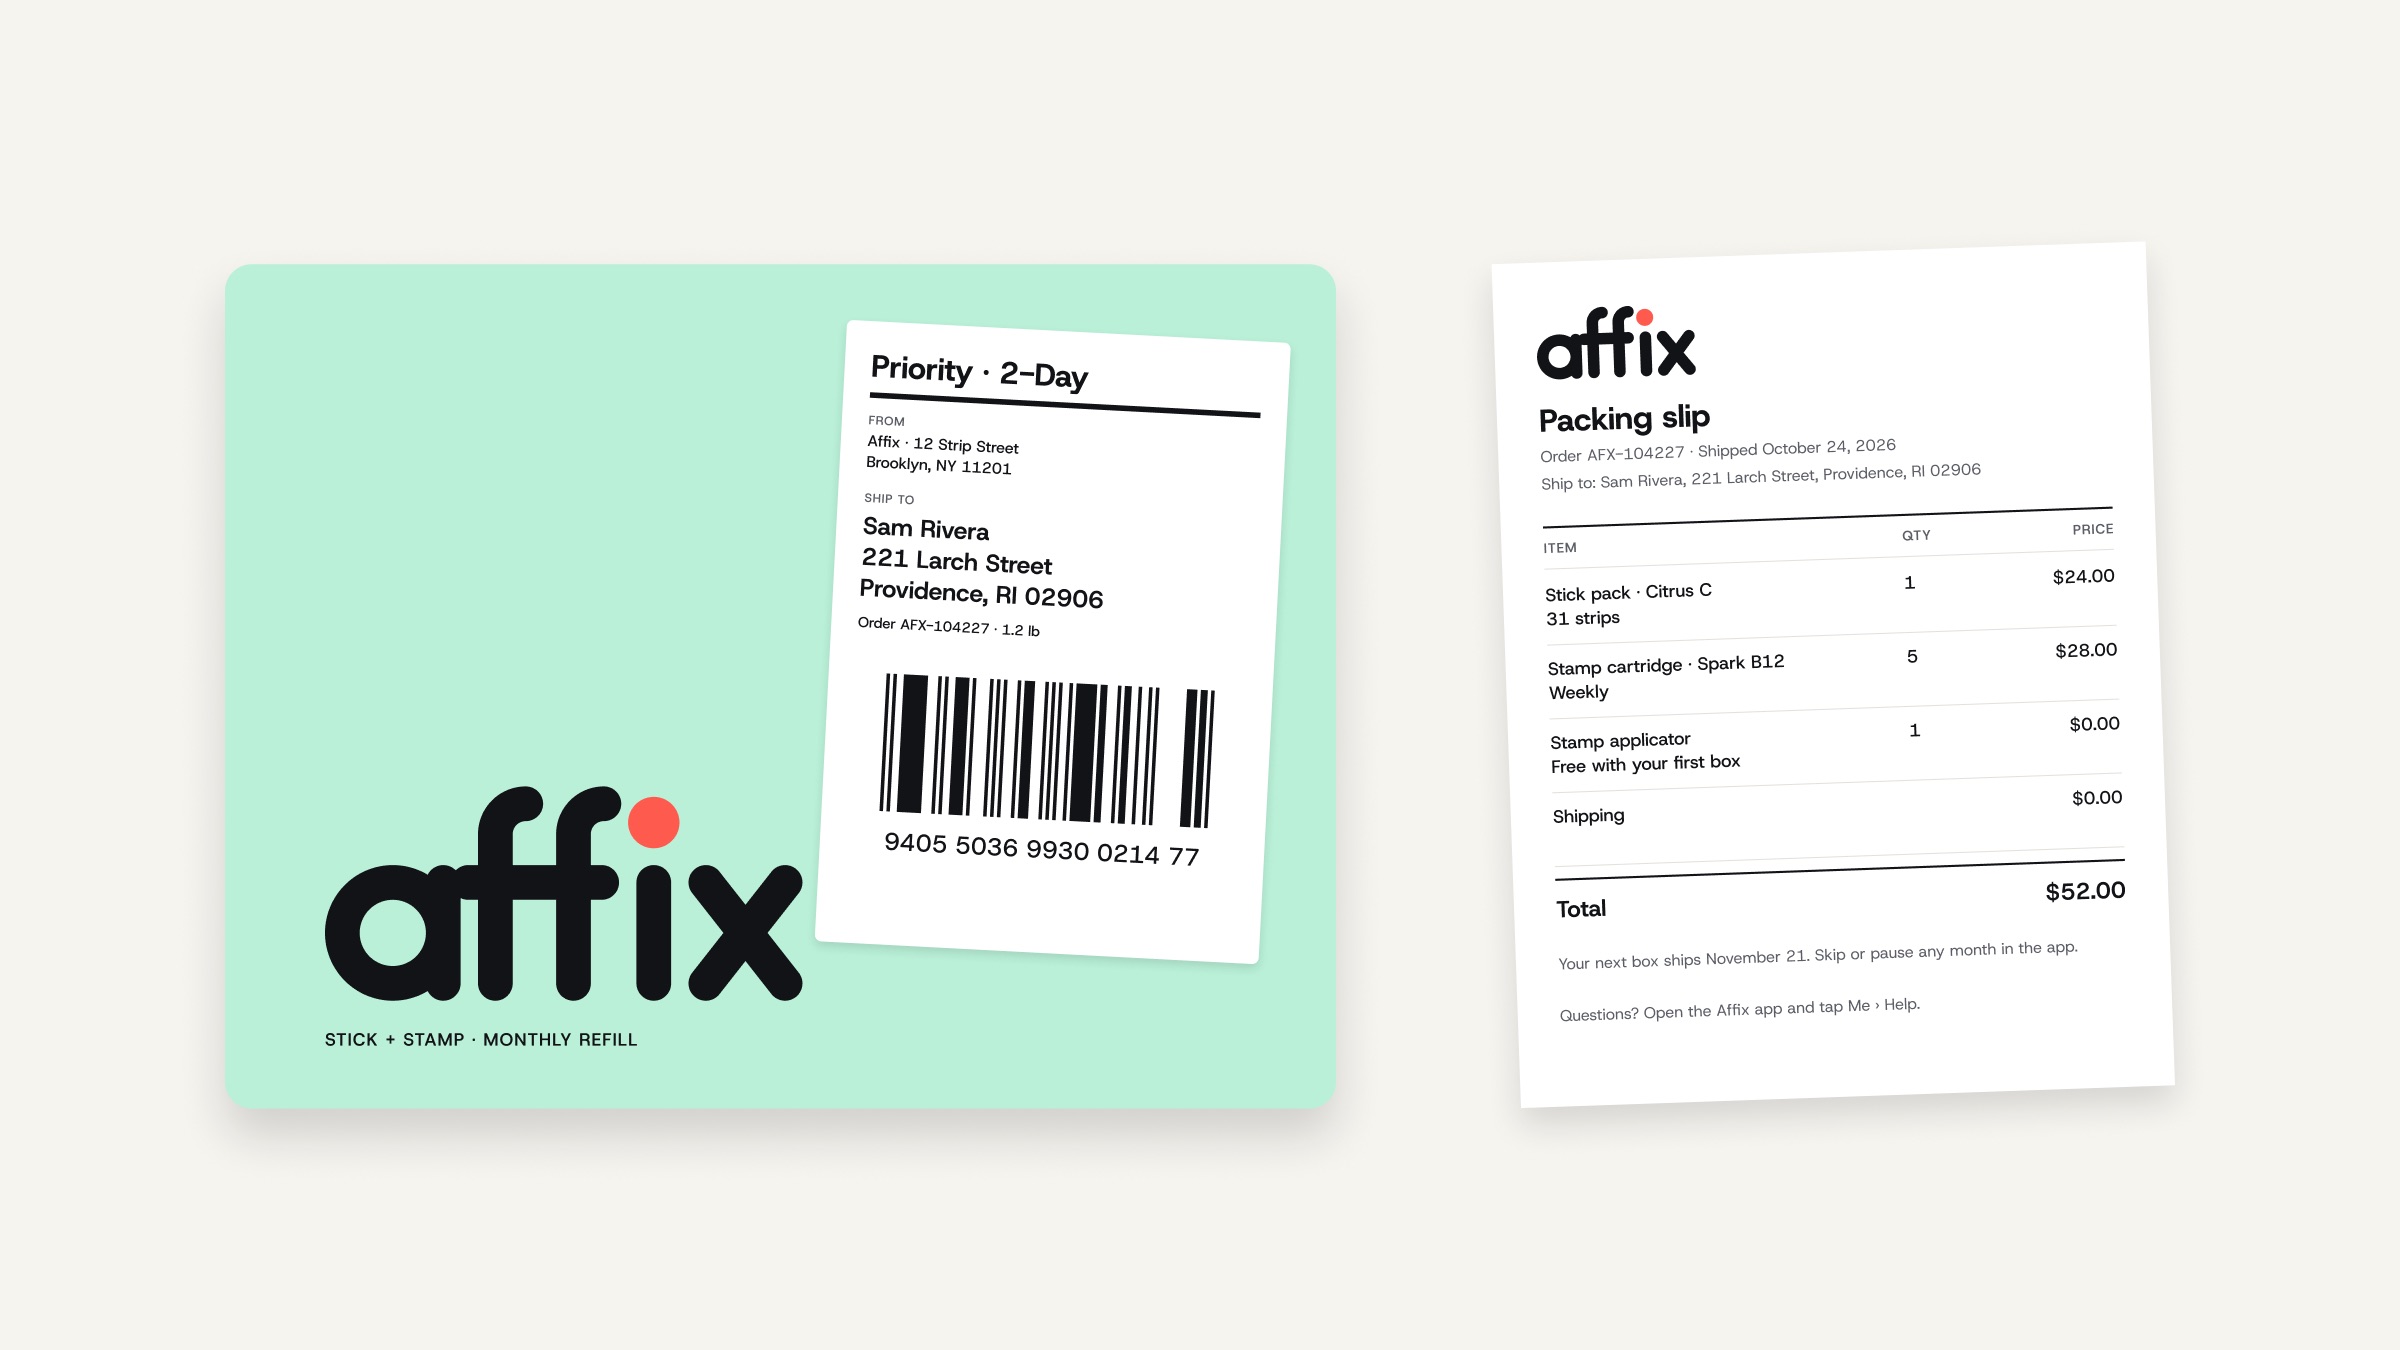 affix
STICK + STAMP · MONTHLY REFILL
Priority · 2-Day
FROM
Affix · 12 Strip Street
Brooklyn, NY 11201
SHIP TO
Sam Rivera
221 Larch Street
Providence, RI 02906
Order AFX-104227 · 1.2 lb
9405 5036 9930 0214 77
affix
Packing slip
Order AFX-104227 · Shipped October 24, 2026
Ship to: Sam Rivera, 221 Larch Street, Providence, RI 02906
ITEM QTY PRICE
Stick pack · Citrus C 1 $24.00
31 strips
Stamp cartridge · Spark B12 5 $28.00
Weekly
Stamp applicator 1 $0.00
Free with your first box
Shipping $0.00
Total $52.00
Your next box ships November 21. Skip or pause any month in the app.
Questions? Open the Affix app and tap Me › Help.